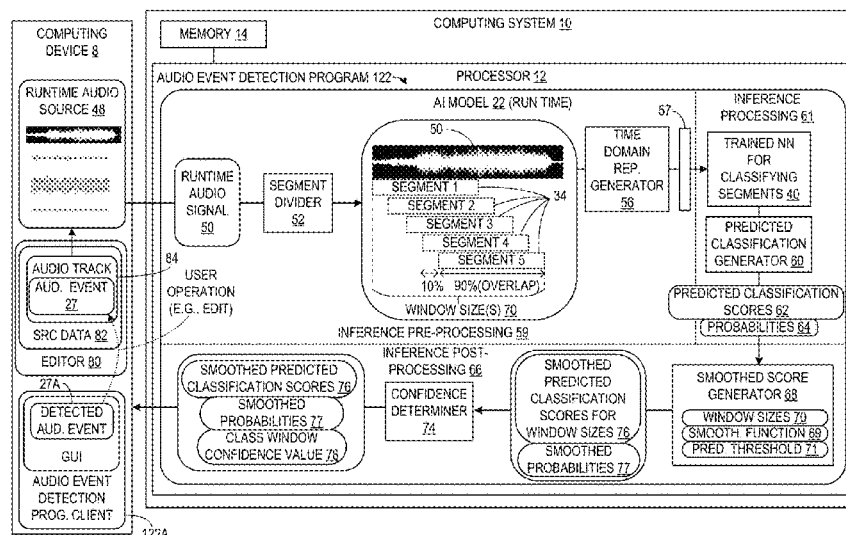 COMPUTING
DEVICE 8
RUNTIME AUDIO
SOURCE 48
AUDIO TRACK
AUD. EVENT
27
SRC DATA 82
EDITOR 80
84
USER
OPERATION
(E.G., EDIT)
27A
DETECTED
AUD. EVENT
GUI
AUDIO EVENT
DETECTION
PROG. CLIENT
122A
COMPUTING SYSTEM 10
MEMORY 14
PROCESSOR 12
AUDIO EVENT DETECTION PROGRAM 122
AI MODEL 22 (RUN TIME)
RUNTIME
AUDIO
SIGNAL
50
SEGMENT
DIVIDER
52
50
SEGMENT 1
SEGMENT 2
SEGMENT 3
SEGMENT 4
SEGMENT 5
34
10% 90%(OVERLAP)
WINDOW SIZE(S) 70
INFERENCE PRE-PROCESSING 59
TIME
DOMAIN
REP.
GENERATOR
56
57
INFERENCE
PROCESSING 61
TRAINED NN
FOR
CLASSIFYING
SEGMENTS 40
PREDICTED
CLASSIFICATION
GENERATOR 60
PREDICTED CLASSIFICATION
SCORES 62
PROBABILITIES 64
INFERENCE POST-
PROCESSING 66
SMOOTHED SCORE
GENERATOR 68
WINDOW SIZES 70
SMOOTH. FUNCTION 69
PRED. THRESHOLD 71
SMOOTHED
PREDICTED
CLASSIFICATION
SCORES FOR
WINDOW SIZES 76
SMOOTHED
PROBABILITIES 77
CONFIDENCE
DETERMINER
74
SMOOTHED PREDICTED
CLASSIFICATION SCORES 76
SMOOTHED
PROBABILITIES 77
CLASS WINDOW
CONFIDENCE VALUE 78